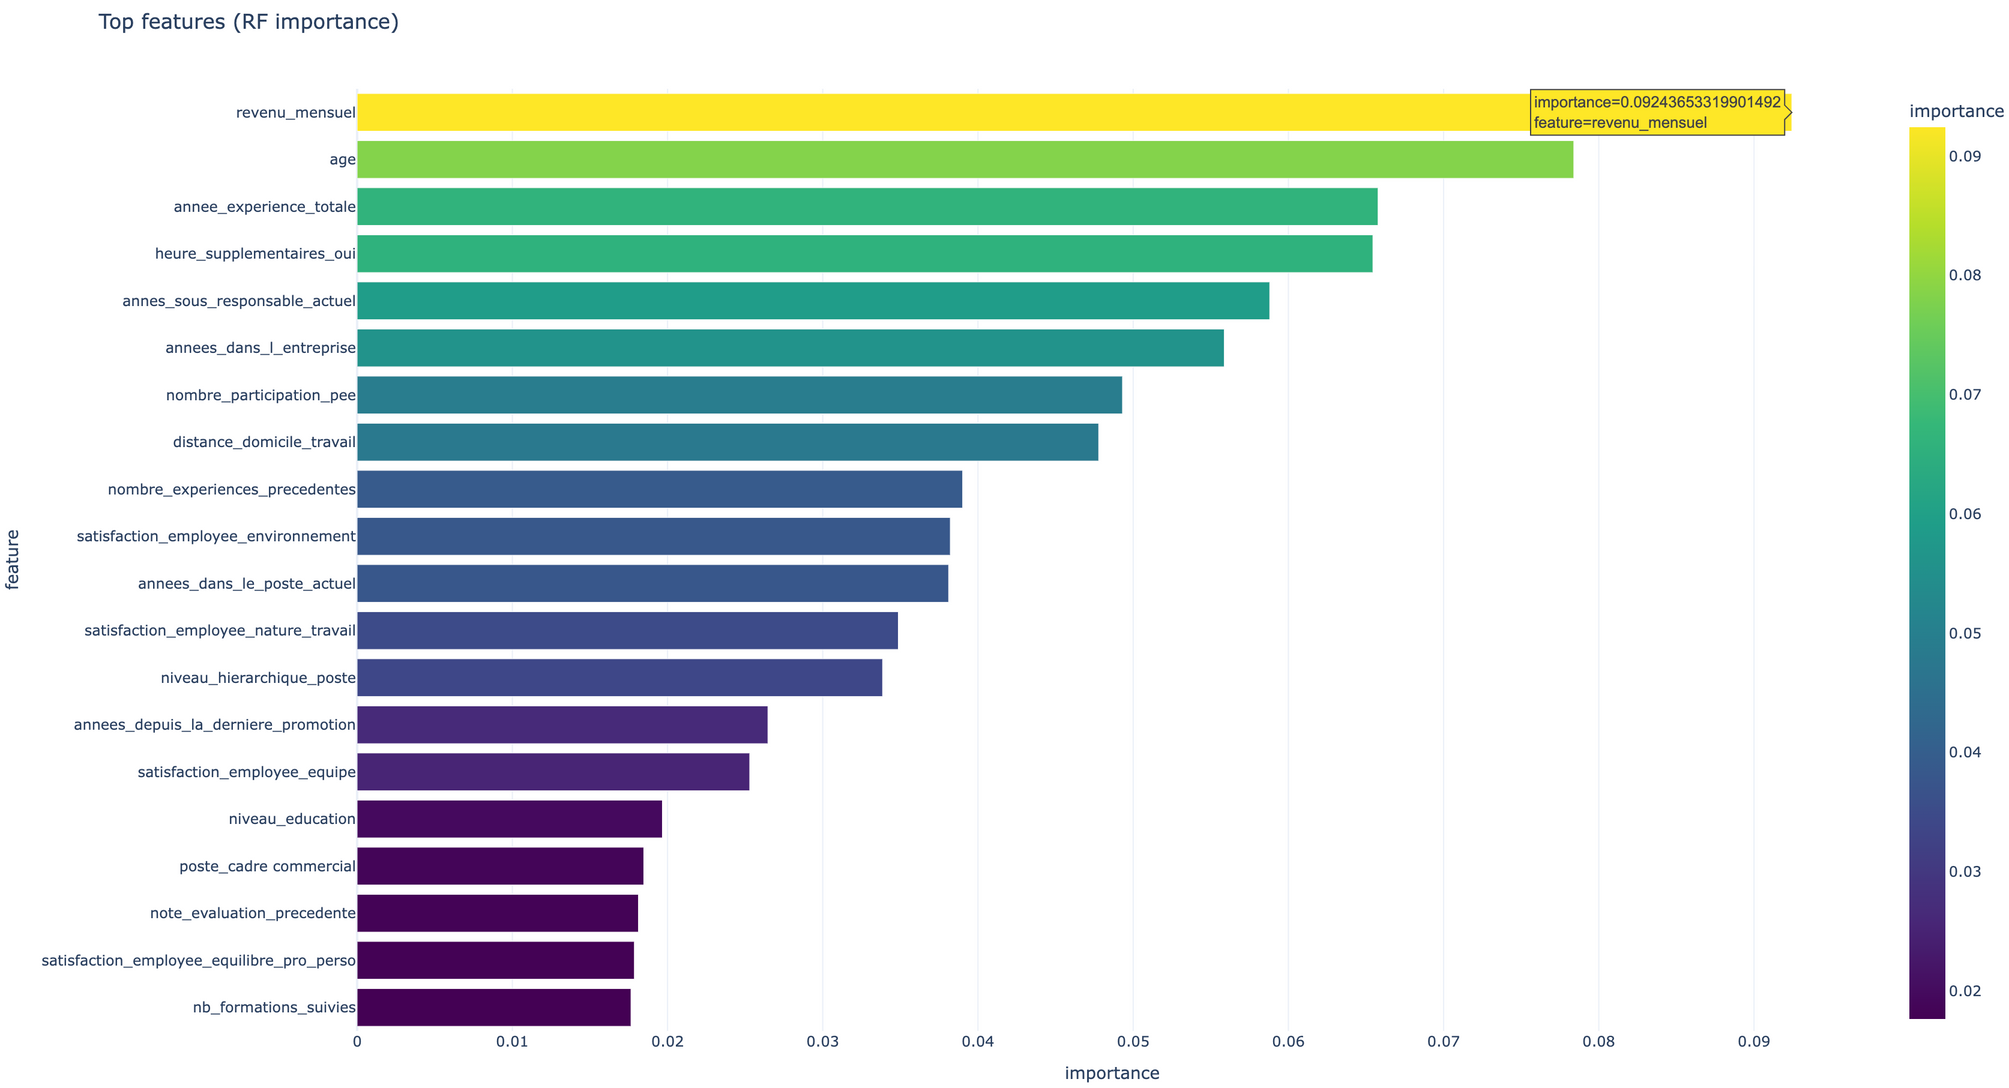 Top features (RF importance)
revenu_mensuel
importance=0.09243653319901492
feature=revenu_mensuel
importance
age
annee_experience_totale
heure_supplementaires_oui
annes_sous_responsable_actuel
annees_dans_l_entreprise
nombre_participation_pee
distance_domicile_travail
nombre_experiences_precedentes
satisfaction_employee_environnement
annees_dans_le_poste_actuel
satisfaction_employee_nature_travail
niveau_hierarchique_poste
annees_depuis_la_derniere_promotion
satisfaction_employee_equipe
niveau_education
poste_cadre commercial
note_evaluation_precedente
satisfaction_employee_equilibre_pro_perso
nb_formations_suivies
feature
0 0.01 0.02 0.03 0.04 0.05 0.06 0.07 0.08 0.09
importance
0.09
0.08
0.07
0.06
0.05
0.04
0.03
0.02